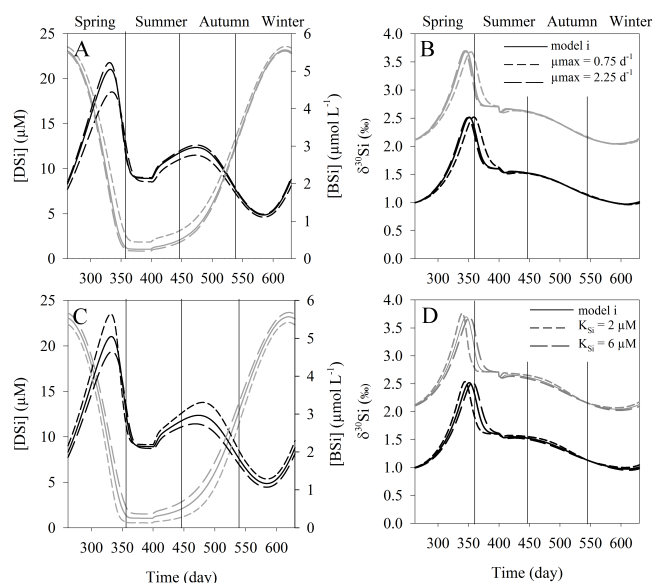 Spring Summer Autumn Winter
Spring Summer Autumn Winter
A
25
20
15
10
5
0
[DSi] (µM)
6
5
4
3
2
1
0
[BSi] (µmol L-1)
300 350 400 450 500 550 600
B
model i
µmax = 0.75 d-1
µmax = 2.25 d-1
4.0
3.5
3.0
2.5
2.0
1.5
1.0
0.5
0.0
δ30Si (‰)
300 350 400 450 500 550 600
C
25
20
15
10
5
0
[DSi] (µM)
6
5
4
3
2
1
0
[BSi] (µmol L-1)
300 350 400 450 500 550 600
Time (day)
D
model i
KSi = 2 µM
KSi = 6 µM
4.0
3.5
3.0
2.5
2.0
1.5
1.0
0.5
0.0
δ30Si (‰)
300 350 400 450 500 550 600
Time (day)